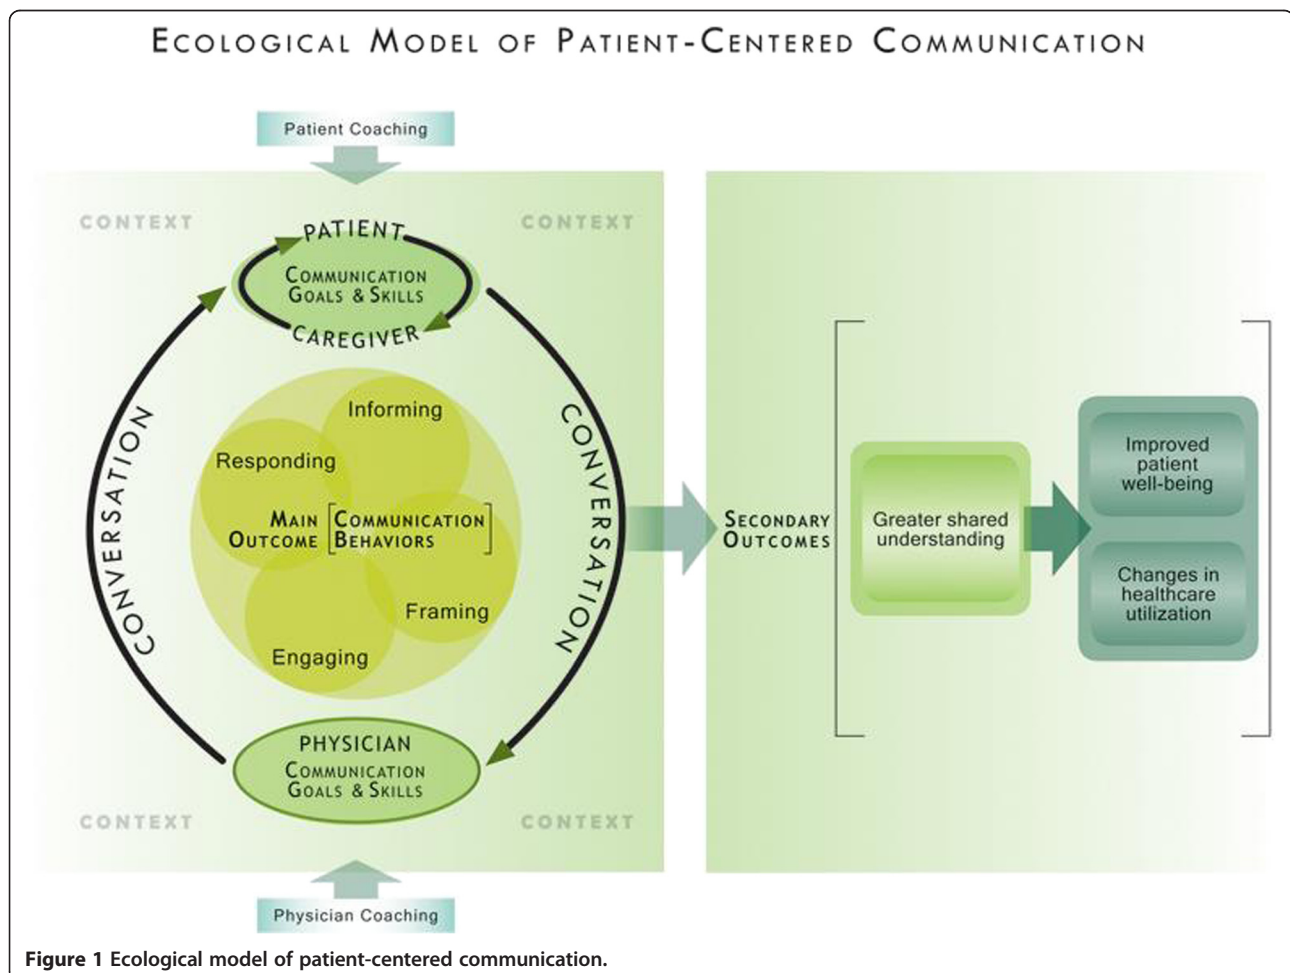 ECOLOGICAL MODEL OF PATIENT-CENTERED COMMUNICATION
Patient Coaching
CONTEXT
CONTEXT
PATIENT
COMMUNICATION
GOALS & SKILLS
CAREGIVER
CONVERSATION
CONVERSATION
Informing
Responding
MAIN
OUTCOME
[COMMUNICATION
BEHAVIORS]
Framing
Engaging
PHYSICIAN
COMMUNICATION
GOALS & SKILLS
CONTEXT
CONTEXT
Physician Coaching
SECONDARY
OUTCOMES
Greater shared
understanding
Improved
patient
well-being
Changes in
healthcare
utilization
Figure 1 Ecological model of patient-centered communication.